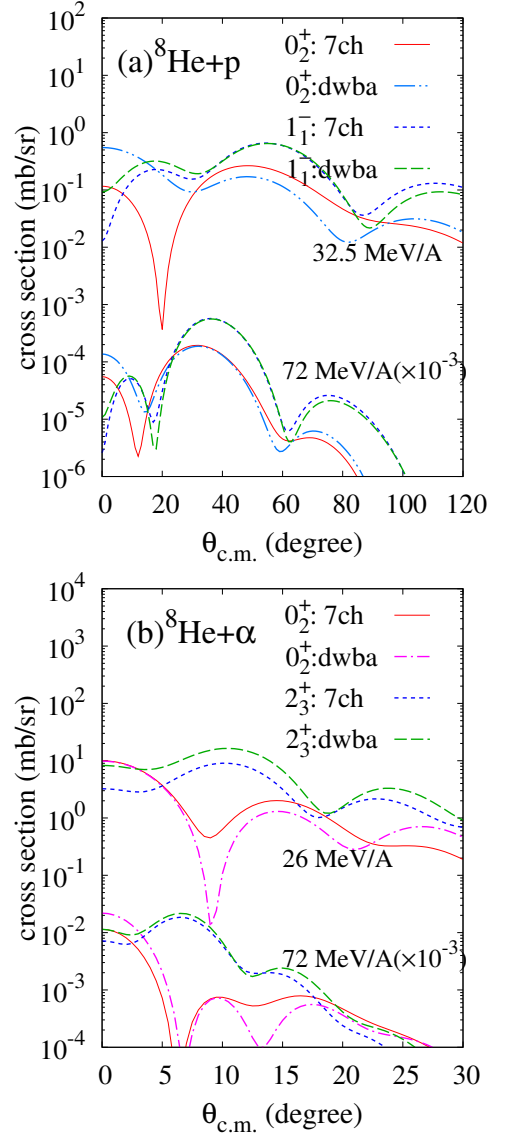 (a)⁸He+p
0₂⁺: 7ch
0₂⁺:dwba
1₁⁻: 7ch
1₁⁻:dwba
32.5 MeV/A
72 MeV/A(×10⁻³)
cross section (mb/sr)
10² 10¹ 10⁰ 10⁻¹ 10⁻² 10⁻³ 10⁻⁴ 10⁻⁵ 10⁻⁶
0 20 40 60 80 100 120
θc.m. (degree)
(b)⁸He+α
0₂⁺: 7ch
0₂⁺:dwba
2₃⁺: 7ch
2₃⁺:dwba
26 MeV/A
72 MeV/A(×10⁻³)
cross section (mb/sr)
10⁴ 10³ 10² 10¹ 10⁰ 10⁻¹ 10⁻² 10⁻³ 10⁻⁴
0 5 10 15 20 25 30
θc.m. (degree)